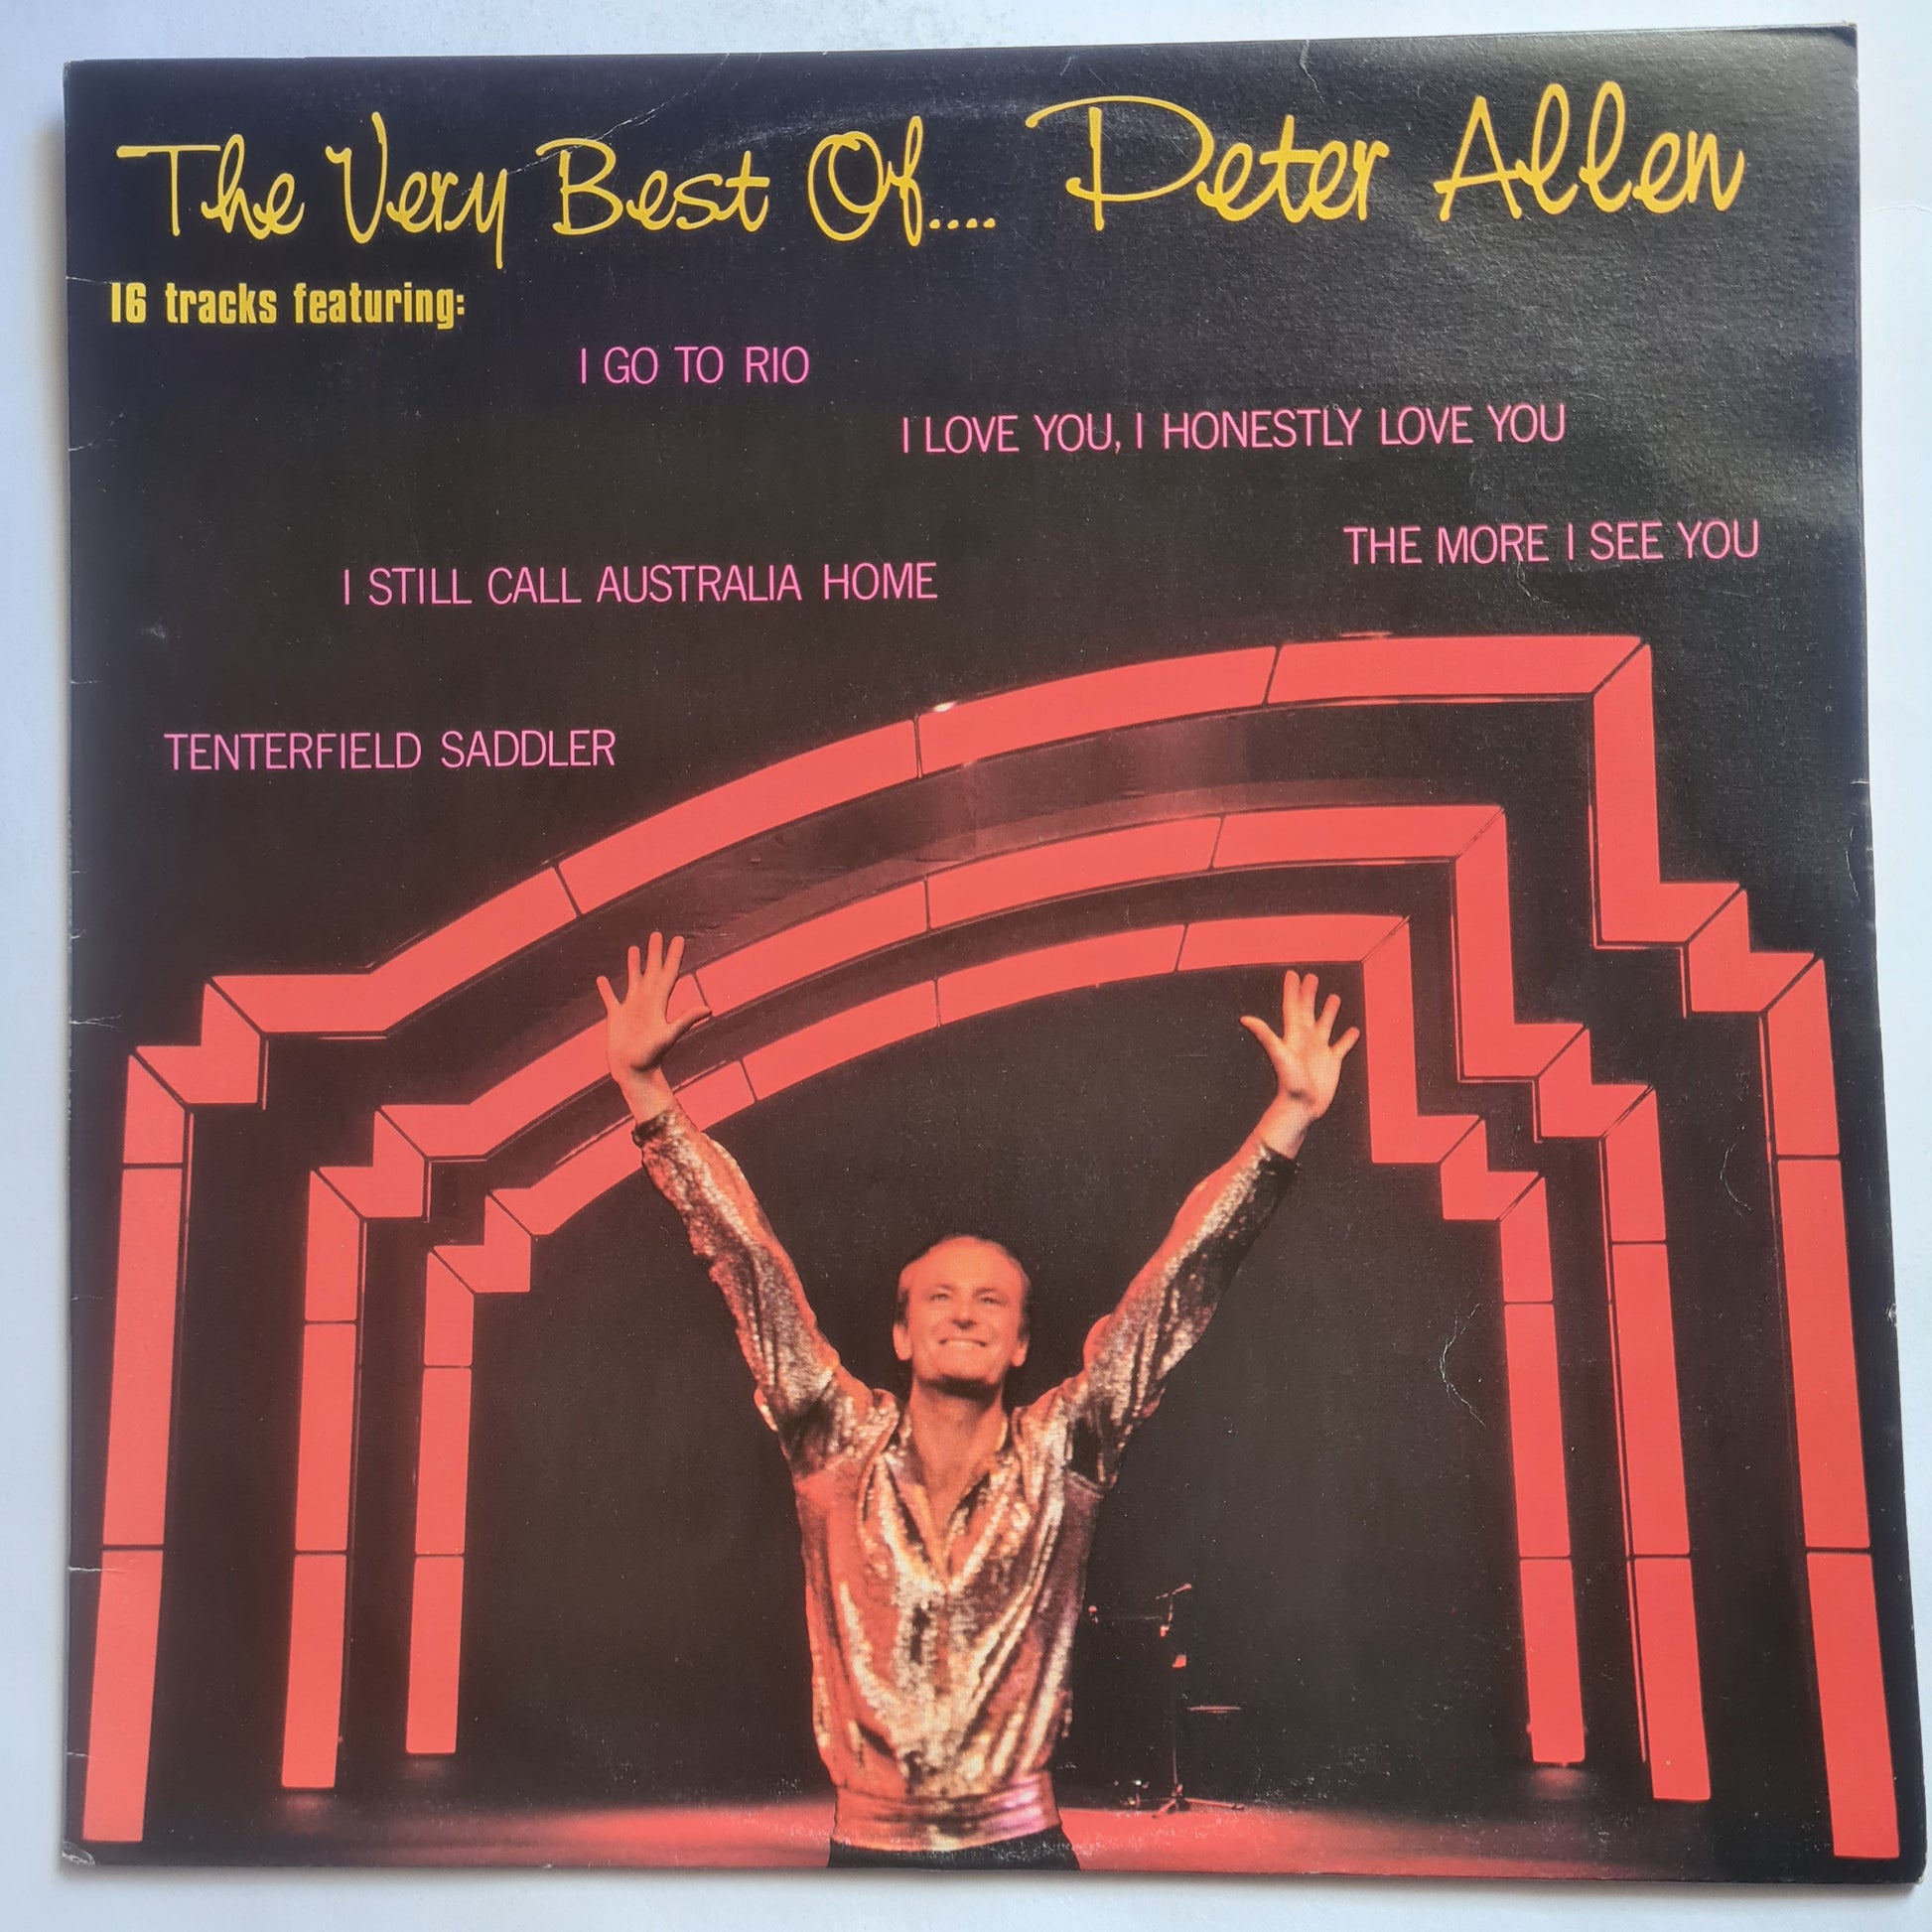 The Very Best Of.... Peter Allen
16 tracks featuring:
I GO TO RIO
I LOVE YOU, I HONESTLY LOVE YOU
THE MORE I SEE YOU
I STILL CALL AUSTRALIA HOME
TENTERFIELD SADDLER